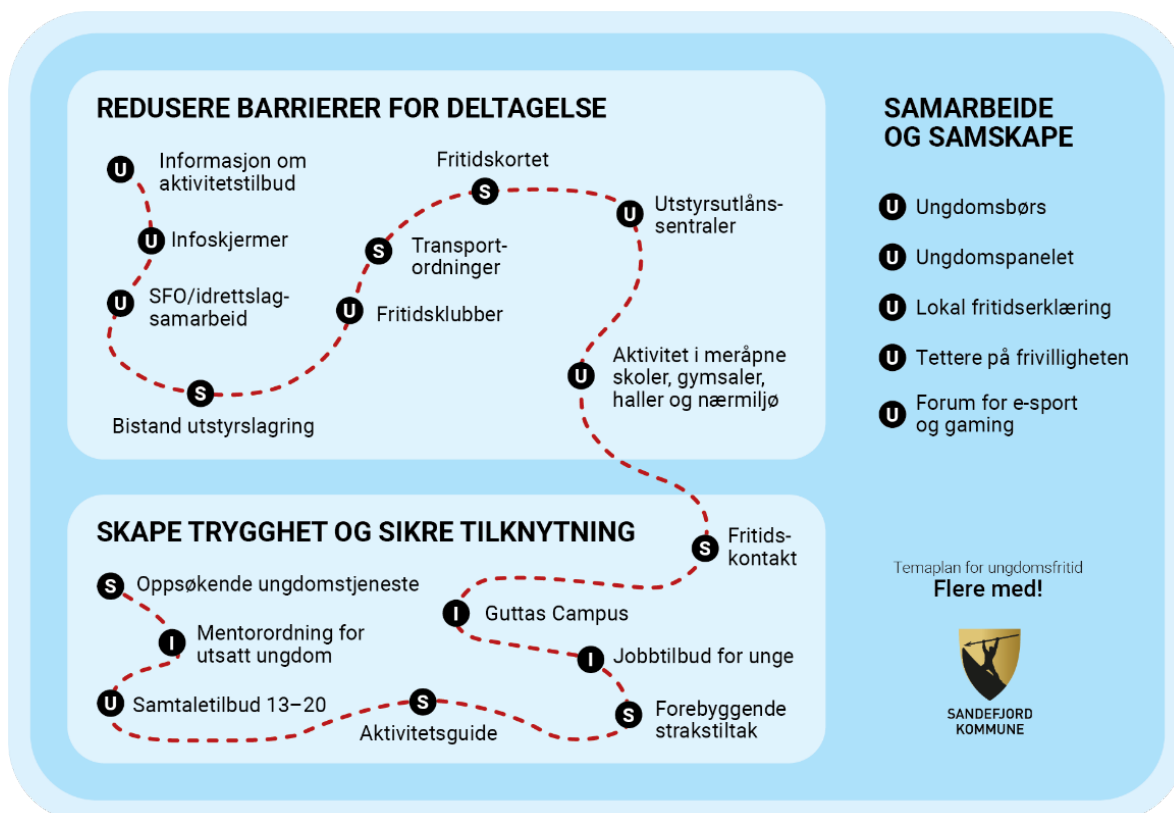 REDUSERE BARRIERER FOR DELTAGELSE
U Informasjon om
aktivitetstilbud
U Infoskjermer
U SFO/idrettslag-
samarbeid
S
Bistand utstyrslagring
U Fritidsklubber
S Transport-
ordninger
Fritidskortet
S
U Utstyrsutlåns-
sentraler
U Aktivitet i meråpne
skoler, gymsaler,
haller og nærmiljø
SKAPE TRYGGHET OG SIKRE TILKNYTNING
S Fritids-
kontakt
I Guttas Campus
I Jobbtilbud for unge
S Forebyggende
strakstiltak
S
Aktivitetsguide
U Samtaletilbud 13–20
I Mentorordning for
utsatt ungdom
S Oppsøkende ungdomstjeneste
SAMARBEIDE
OG SAMSKAPE
U Ungdomsbørs
U Ungdomspanelet
U Lokal fritidserklæring
U Tettere på frivilligheten
U Forum for e-sport
og gaming
Temaplan for ungdomsfritid
Flere med!
SANDEFJORD
KOMMUNE